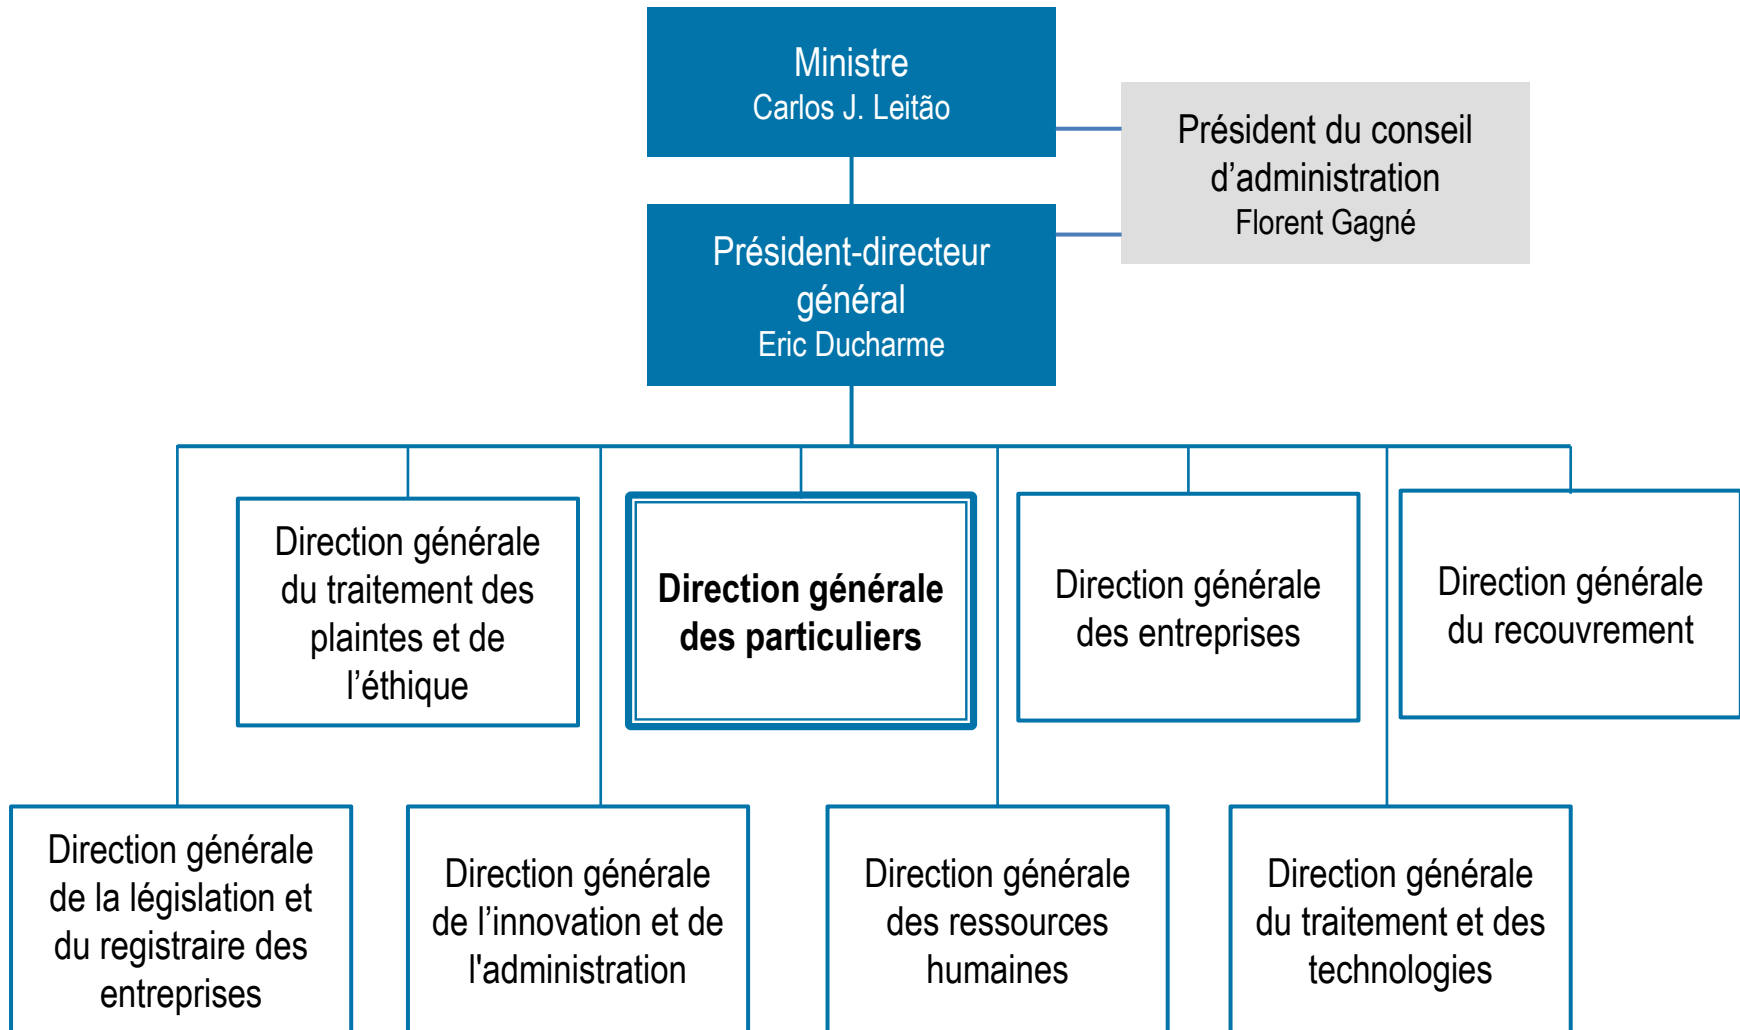 Ministre
Carlos J. Leitão
Président du conseil
d’administration
Florent Gagné
Président-directeur
général
Eric Ducharme
Direction générale
du traitement des
plaintes et de
l’éthique
Direction générale
des particuliers
Direction générale
des entreprises
Direction générale
du recouvrement
Direction générale
de la législation et
du registraire des
entreprises
Direction générale
de l’innovation et de
l'administration
Direction générale
des ressources
humaines
Direction générale
du traitement et des
technologies